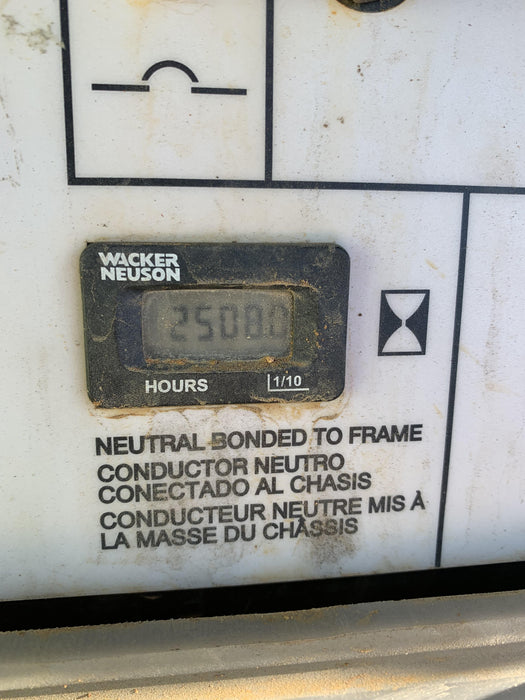 WACKER
NEUSON
2508.0
HOURS 1/10
NEUTRAL BONDED TO FRAME
CONDUCTOR NEUTRO
CONECTADO AL CHASIS
CONDUCTEUR NEUTRE MIS À
LA MASSE DU CHÂSSIS